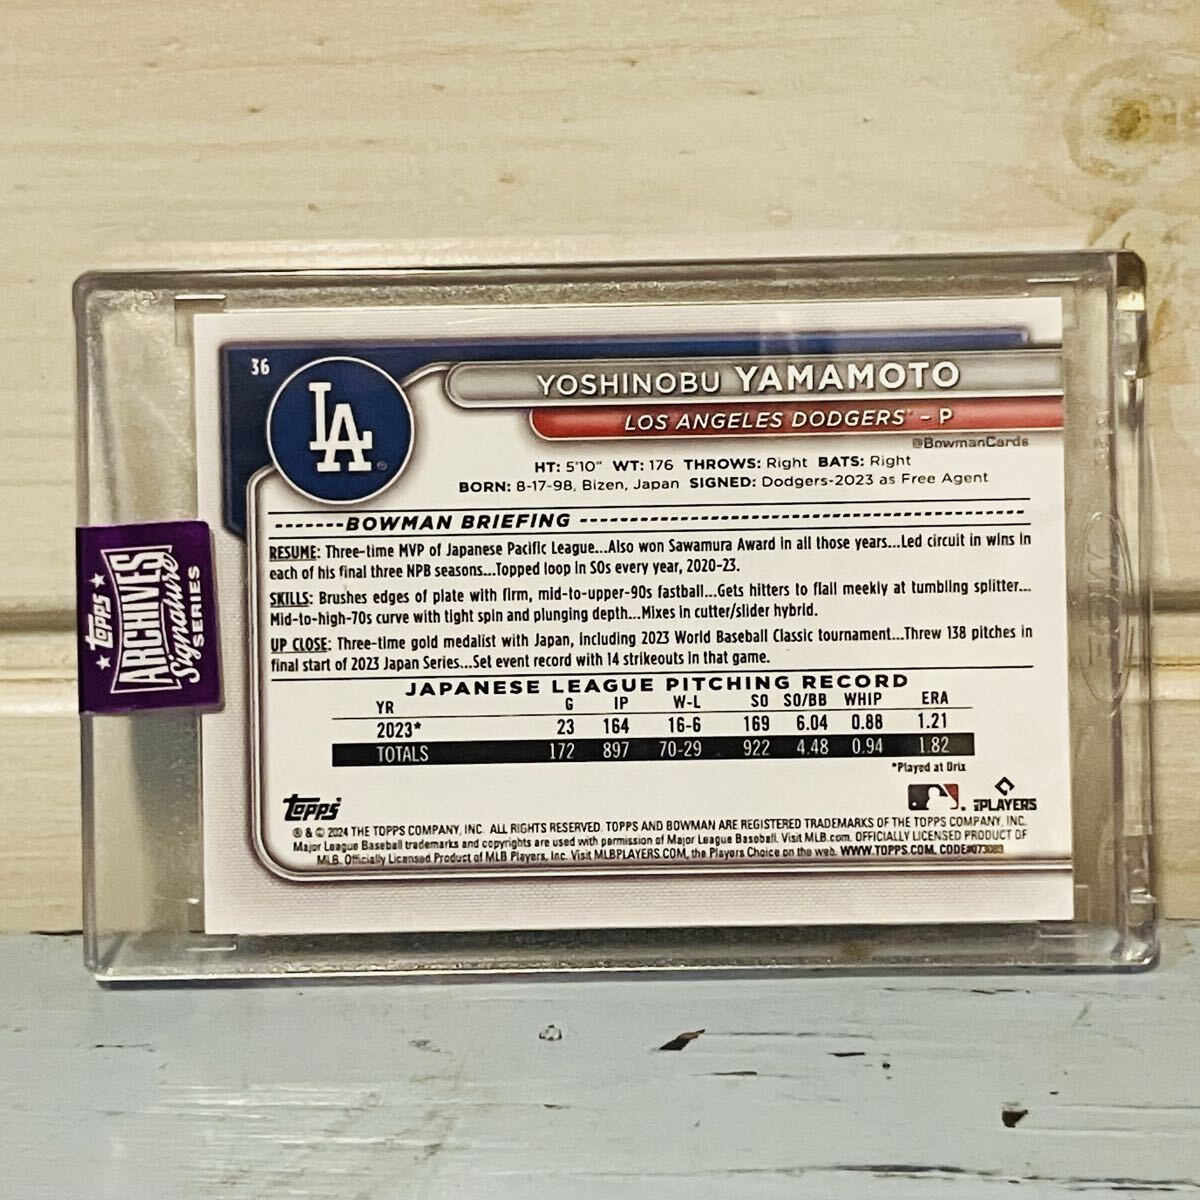 36
LA
YOSHINOBU YAMAMOTO
LOS ANGELES DODGERS - P
@BowmanCards
HT: 5'10" WT: 176 THROWS: Right BATS: Right
BORN: 8-17-98, Bizen, Japan SIGNED: Dodgers-2023 as Free Agent
BOWMAN BRIEFING
RESUME: Three-time MVP of Japanese Pacific League...Also won Sawamura Award in all those years...Led circuit in wins in
each of his final three NPB seasons...Topped loop in SOs every year, 2020-23.
SKILLS: Brushes edges of plate with firm, mid-to-upper-90s fastball...Gets hitters to flail meekly at tumbling splitter...
Mid-to-high-70s curve with tight spin and plunging depth...Mixes in cutter/slider hybrid.
UP CLOSE: Three-time gold medalist with Japan, including 2023 World Baseball Classic tournament...Threw 138 pitches in
final start of 2023 Japan Series...Set event record with 14 strikeouts in that game.
JAPANESE LEAGUE PITCHING RECORD
YR G IP W-L SO SO/BB WHIP ERA
2023* 23 164 16-6 169 6.04 0.88 1.21
TOTALS 172 897 70-29 922 4.48 0.94 1.82
*Played at Orix
Topps
PLAYERS
® & © 2024 THE TOPPS COMPANY, INC. ALL RIGHTS RESERVED. TOPPS AND BOWMAN ARE REGISTERED TRADEMARKS OF THE TOPPS COMPANY, INC.
Major League Baseball trademarks and copyrights are used with permission of Major League Baseball. Visit MLB.com. OFFICIALLY LICENSED PRODUCT OF
MLB. Officially Licensed Product of MLB Players, Inc. Visit MLBPLAYERS.COM, the Players Choice on the web. WWW.TOPPS.COM. CODE#073083
Topps
ARCHIVES
Signature
SERIES